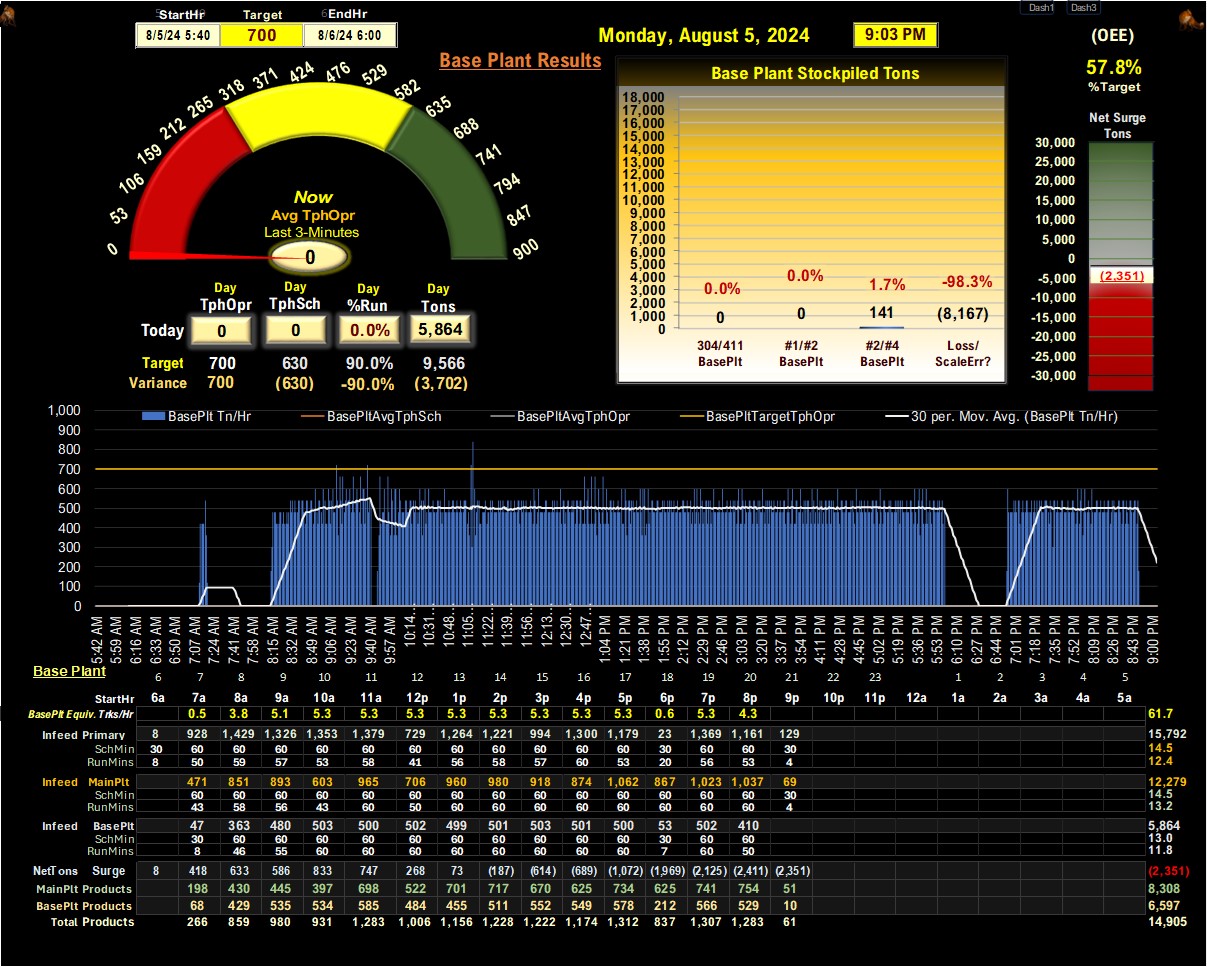 StartHr Target EndHr
Dash1 Dash3
8/5/24 5:40 700 8/6/24 6:00
Monday, August 5, 2024 9:03 PM
(OEE)
57.8%
%Target
Base Plant Results
Base Plant Stockpiled Tons
Net Surge
Tons
0 53 106 159 212 265 318 371 424 476 529 582 635 688 741 794 847 900
Now
Avg TphOpr
Last 3-Minutes
0
Day Day Day Day
TphOpr TphSch %Run Tons
Today 0 0 0.0% 5,864
Target 700 630 90.0% 9,566
Variance 700 (630) -90.0% (3,702)
18,000
17,000
16,000
15,000
14,000
13,000
12,000
11,000
10,000
9,000
8,000
7,000
6,000
5,000
4,000
3,000
2,000
1,000
0
0.0% 0.0% 1.7% -98.3%
0 0 141 (8,167)
304/411 #1/#2 #2/#4 Loss/
BasePlt BasePlt BasePlt ScaleErr?
30,000
25,000
20,000
15,000
10,000
5,000
0
-5,000
-10,000
-15,000
-20,000
-25,000
-30,000
(2,351)
BasePlt Tn/Hr BasePltAvgTphSch BasePltAvgTphOpr BasePltTargetTphOpr 30 per. Mov. Avg. (BasePlt Tn/Hr)
1,000
900
800
700
600
500
400
300
200
100
0
5:42 AM 5:59 AM 6:16 AM 6:33 AM 6:50 AM 7:07 AM 7:24 AM 7:41 AM 7:58 AM 8:15 AM 8:32 AM 8:49 AM 9:06 AM 9:23 AM 9:40 AM 9:57 AM 10:14... 10:31... 10:48... 11:05... 11:22... 11:39... 11:56... 12:13... 12:30... 12:47... 1:04 PM 1:21 PM 1:38 PM 1:55 PM 2:12 PM 2:29 PM 2:46 PM 3:03 PM 3:20 PM 3:37 PM 3:54 PM 4:11 PM 4:28 PM 4:45 PM 5:02 PM 5:19 PM 5:36 PM 5:53 PM 6:10 PM 6:27 PM 6:44 PM 7:01 PM 7:18 PM 7:35 PM 7:52 PM 8:09 PM 8:26 PM 8:43 PM 9:00 PM
Base Plant
6 7 8 9 10 11 12 13 14 15 16 17 18 19 20 21 22 23 1 2 3 4 5
StartHr 6a 7a 8a 9a 10a 11a 12p 1p 2p 3p 4p 5p 6p 7p 8p 9p 10p 11p 12a 1a 2a 3a 4a 5a
BasePlt Equiv. Trks/Hr 0.5 3.8 5.1 5.3 5.3 5.3 5.3 5.3 5.3 5.3 5.3 0.6 5.3 4.3 61.7
Infeed Primary 8 928 1,429 1,326 1,353 1,379 729 1,264 1,221 994 1,300 1,179 23 1,369 1,161 129 15,792
SchMin 30 60 60 60 60 60 60 60 60 60 60 60 30 60 60 30 14.5
RunMins 8 50 59 57 53 58 41 56 58 57 60 53 20 56 53 4 12.4
Infeed MainPlt 471 851 893 603 965 706 960 980 918 874 1,062 867 1,023 1,037 69 12,279
SchMin 60 60 60 60 60 60 60 60 60 60 60 60 60 60 30 14.5
RunMins 43 58 56 43 60 50 60 60 60 60 60 60 60 60 4 13.2
Infeed BasePlt 47 363 480 503 500 502 499 501 503 501 500 53 502 410 5,864
SchMin 30 60 60 60 60 60 60 60 60 60 60 30 60 60 13.0
RunMins 8 46 55 60 60 60 60 60 60 60 60 7 60 50 11.8
NetTons Surge 8 418 633 586 833 747 268 73 (187) (614) (689) (1,072) (1,969) (2,125) (2,411) (2,351) (2,351)
MainPlt Products 198 430 445 397 698 522 701 717 670 625 734 625 741 754 51 8,308
BasePlt Products 68 429 535 534 585 484 455 511 552 549 578 212 566 529 10 6,597
Total Products 266 859 980 931 1,283 1,006 1,156 1,228 1,222 1,174 1,312 837 1,307 1,283 61 14,905